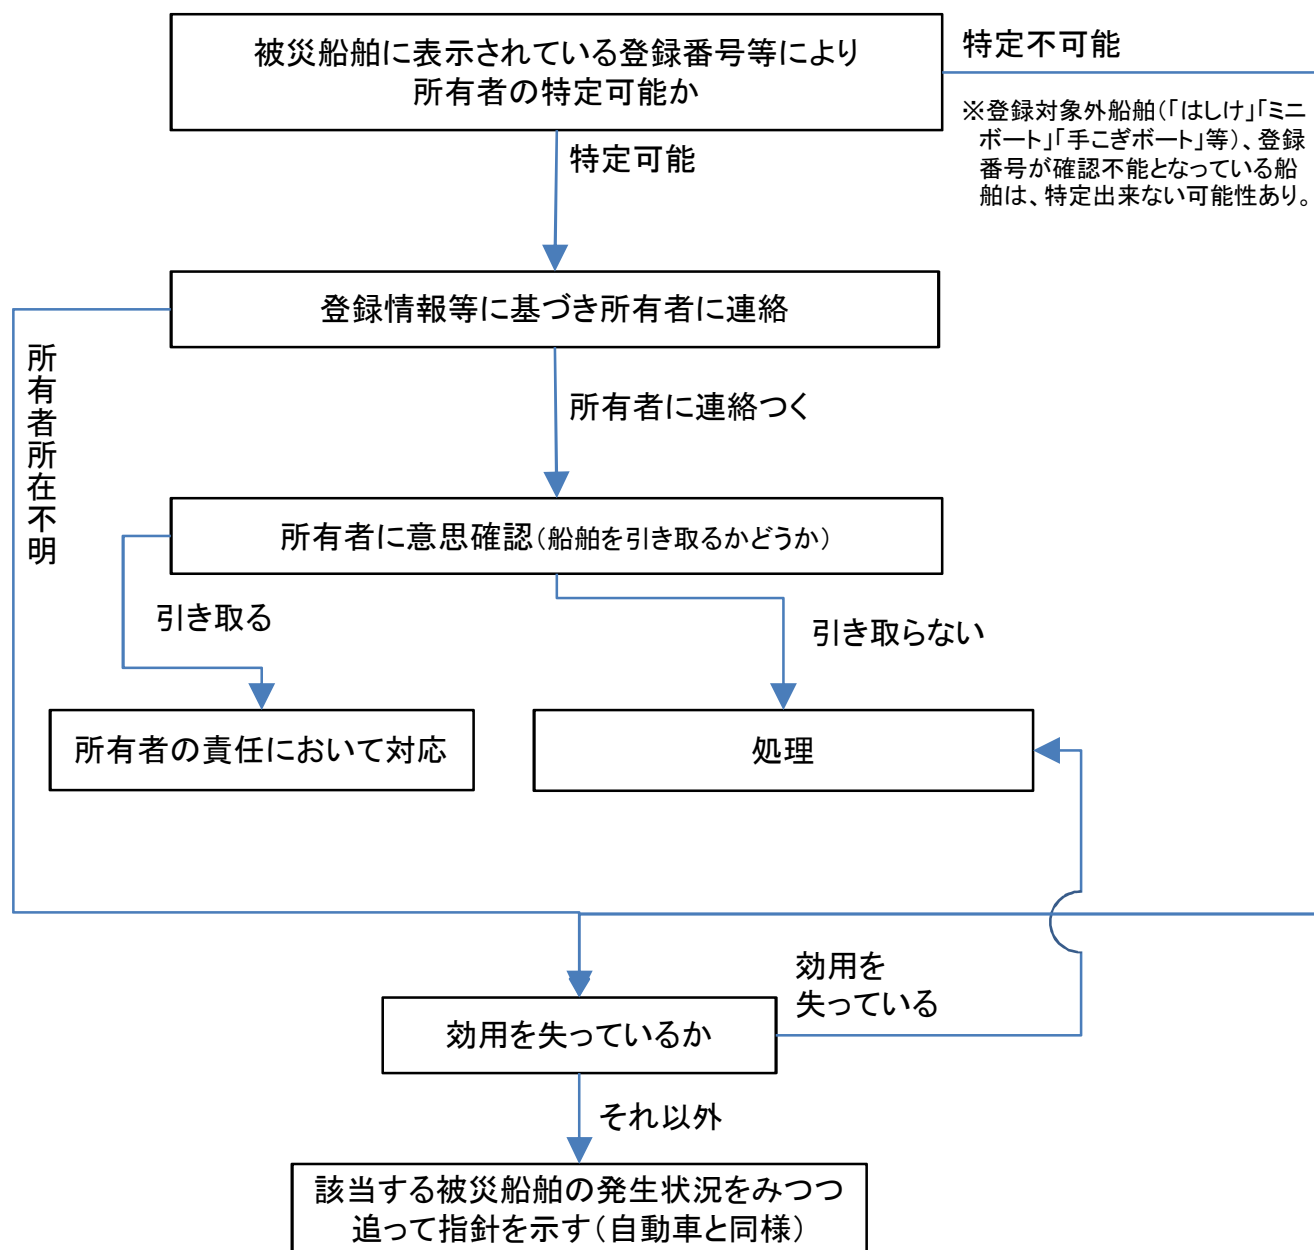 被災船舶に表示されている登録番号等により
所有者の特定可能か
特定不可能
※登録対象外船舶(「はしけ」「ミニ
ボート」「手こぎボート」等)、登録
番号が確認不能となっている船
舶は、特定出来ない可能性あり。
特定可能
登録情報等に基づき所有者に連絡
所有者所在不明
所有者に連絡つく
所有者に意思確認(船舶を引き取るかどうか)
引き取る
引き取らない
所有者の責任において対応
処理
効用を
失っている
効用を失っているか
それ以外
該当する被災船舶の発生状況をみつつ
追って指針を示す(自動車と同様)